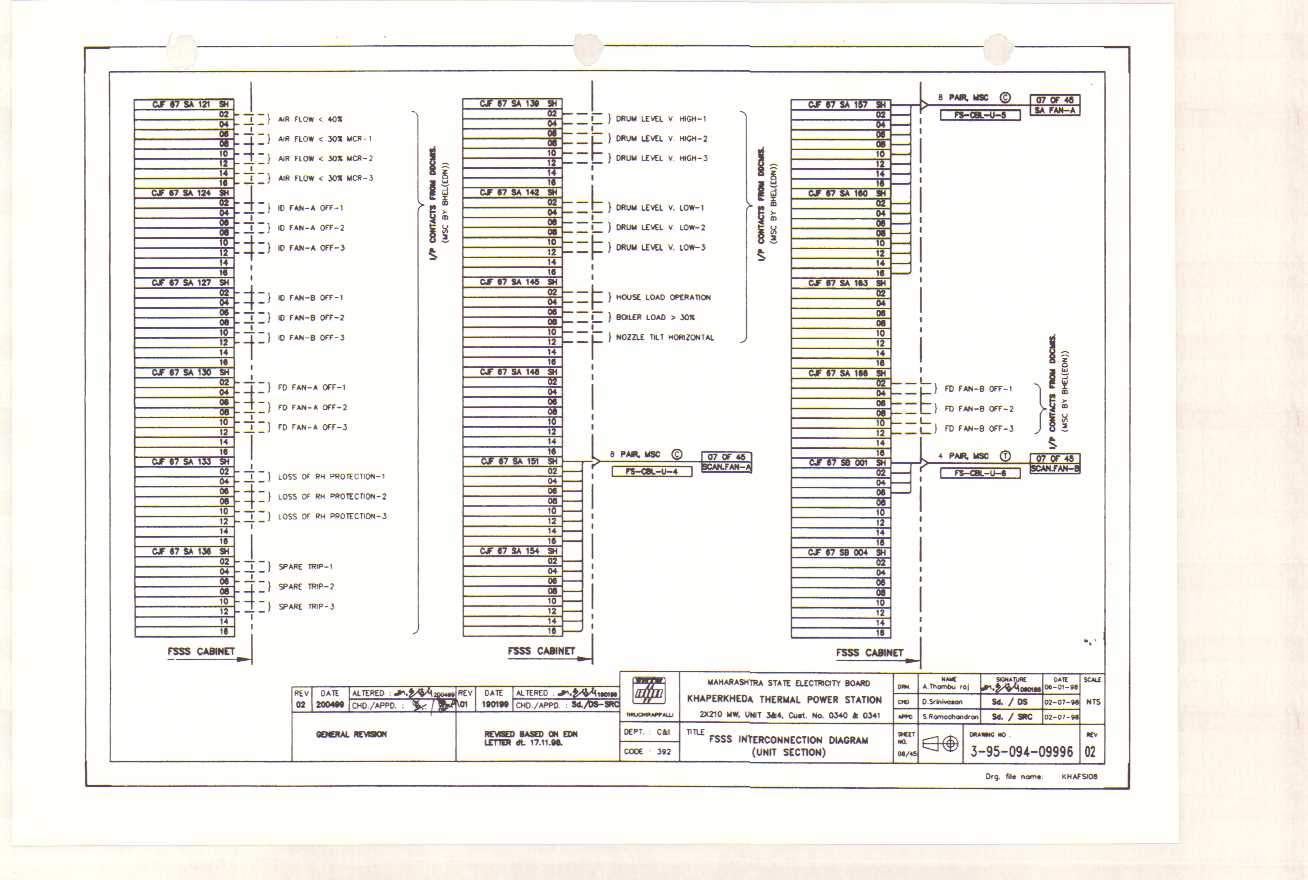 CJF 67 SA 121 SH
02
04
06
08
10
12
14
16
AIR FLOW < 40%
AIR FLOW < 30% MCR-1
AIR FLOW < 30% MCR-2
AIR FLOW < 30% MCR-3
CJF 67 SA 124 SH
02
04
06
08
10
12
14
16
ID FAN-A OFF-1
ID FAN-A OFF-2
ID FAN-A OFF-3
CJF 67 SA 127 SH
02
04
06
08
10
12
14
16
ID FAN-B OFF-1
ID FAN-B OFF-2
ID FAN-B OFF-3
CJF 67 SA 130 SH
02
04
06
08
10
12
14
16
FD FAN-A OFF-1
FD FAN-A OFF-2
FD FAN-A OFF-3
CJF 67 SA 133 SH
02
04
06
08
10
12
14
16
LOSS OF RH PROTECTION-1
LOSS OF RH PROTECTION-2
LOSS OF RH PROTECTION-3
CJF 67 SA 136 SH
02
04
06
08
10
12
14
16
SPARE TRIP-1
SPARE TRIP-2
SPARE TRIP-3
FSSS CABINET
I/P CONTACTS FROM DDCMIS.
(MSC BY BHEL(EDN))
CJF 67 SA 139 SH
02
04
06
08
10
12
14
16
DRUM LEVEL V. HIGH-1
DRUM LEVEL V. HIGH-2
DRUM LEVEL V. HIGH-3
CJF 67 SA 142 SH
02
04
06
08
10
12
14
16
DRUM LEVEL V. LOW-1
DRUM LEVEL V. LOW-2
DRUM LEVEL V. LOW-3
CJF 67 SA 145 SH
02
04
06
08
10
12
14
16
HOUSE LOAD OPERATION
BOILER LOAD > 30%
NOZZLE TILT HORIZONTAL
CJF 67 SA 148 SH
02
04
06
08
10
12
14
16
CJF 67 SA 151 SH
02
04
06
08
10
12
14
16
8 PAIR, MSC C
FS-CBL-U-4
07 OF 45
SCAN.FAN-A
CJF 67 SA 154 SH
02
04
06
08
10
12
14
16
FSSS CABINET
I/P CONTACTS FROM DDCMIS.
(MSC BY BHEL(EDN))
CJF 67 SA 157 SH
02
04
06
08
10
12
14
16
8 PAIR, MSC C
FS-CBL-U-5
07 OF 45
SA FAN-A
CJF 67 SA 160 SH
02
04
06
08
10
12
14
16
CJF 67 SA 163 SH
02
04
06
08
10
12
14
16
CJF 67 SA 166 SH
02
04
06
08
10
12
14
16
FD FAN-B OFF-1
FD FAN-B OFF-2
FD FAN-B OFF-3
I/P CONTACTS FROM DDCMIS.
(MSC BY BHEL(EDN))
CJF 67 SB 001 SH
02
04
06
08
10
12
14
16
4 PAIR, MSC T
FS-CBL-U-6
07 OF 45
SCAN.FAN-B
CJF 67 SB 004 SH
02
04
06
08
10
12
14
16
FSSS CABINET
REV DATE ALTERED : 200499
02 200499 CHD./APPD. :
GENERAL REVISION
REV DATE ALTERED : 190199
01 190199 CHD./APPD. : Sd./DS-SRC
REVISED BASED ON EDN
LETTER dt. 17.11.98.
TIRUCHIRAPPALLI
DEPT. : C&I
CODE : 392
MAHARASHTRA STATE ELECTRICITY BOARD
KHAPERKHEDA THERMAL POWER STATION
2X210 MW, UNIT 3&4, Cust. No. 0340 & 0341
TITLE FSSS INTERCONNECTION DIAGRAM
(UNIT SECTION)
NAME SIGNATURE DATE SCALE
DRN. A.Thambu raj 06-01-98
CHD D.Srinivasan Sd. / DS 02-07-98 NTS
APPD S.Ramachandran Sd. / SRC 02-07-98
SHEET NO. 08/45
DRAWING NO .
3-95-094-09996
REV
02
Drg. file name: KHAFSI08